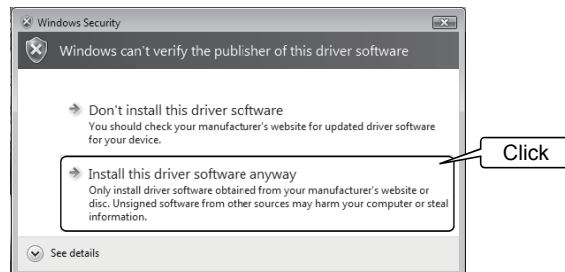 Windows Security
Windows can't verify the publisher of this driver software
Don't install this driver software
You should check your manufacturer's website for updated driver software
for your device.
Install this driver software anyway
Only install driver software obtained from your manufacturer's website or
disc. Unsigned software from other sources may harm your computer or steal
information.
Click
See details